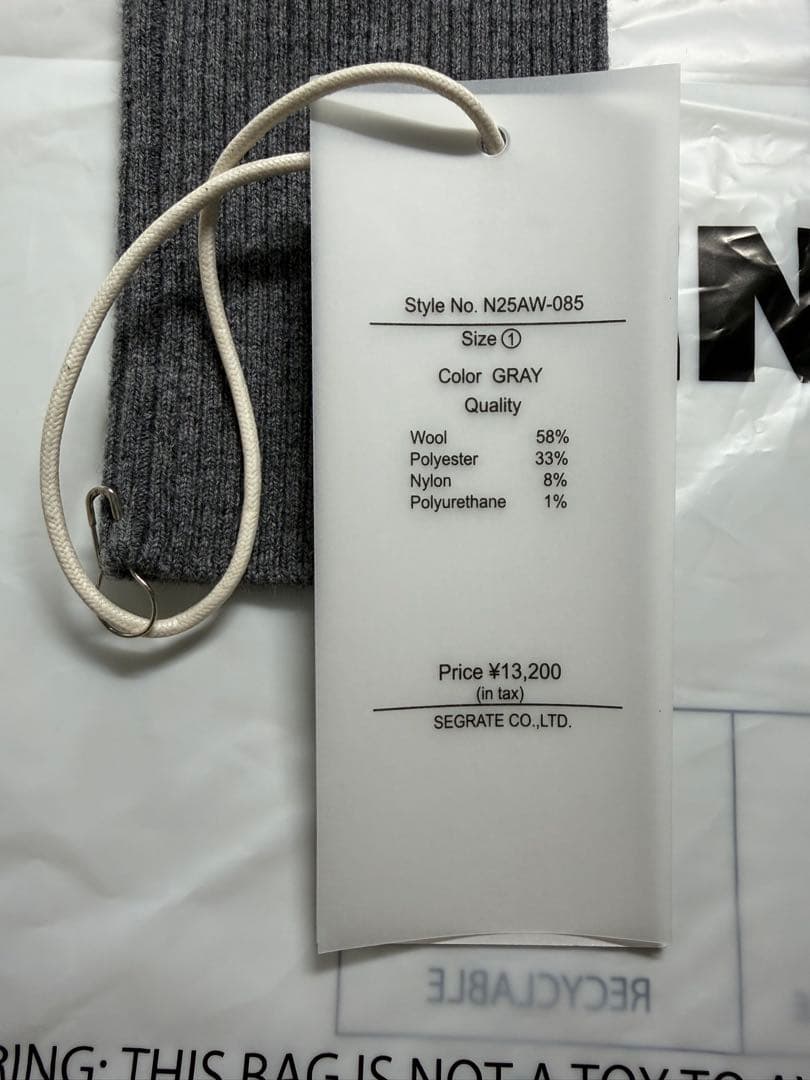 Style No. N25AW-085
Size ①
Color GRAY
Quality
Wool 58%
Polyester 33%
Nylon 8%
Polyurethane 1%
Price ¥13,200
(in tax)
SEGRATE CO.,LTD.
N
RECYCLABLE
THIS BAG IS NOT A TOY TO